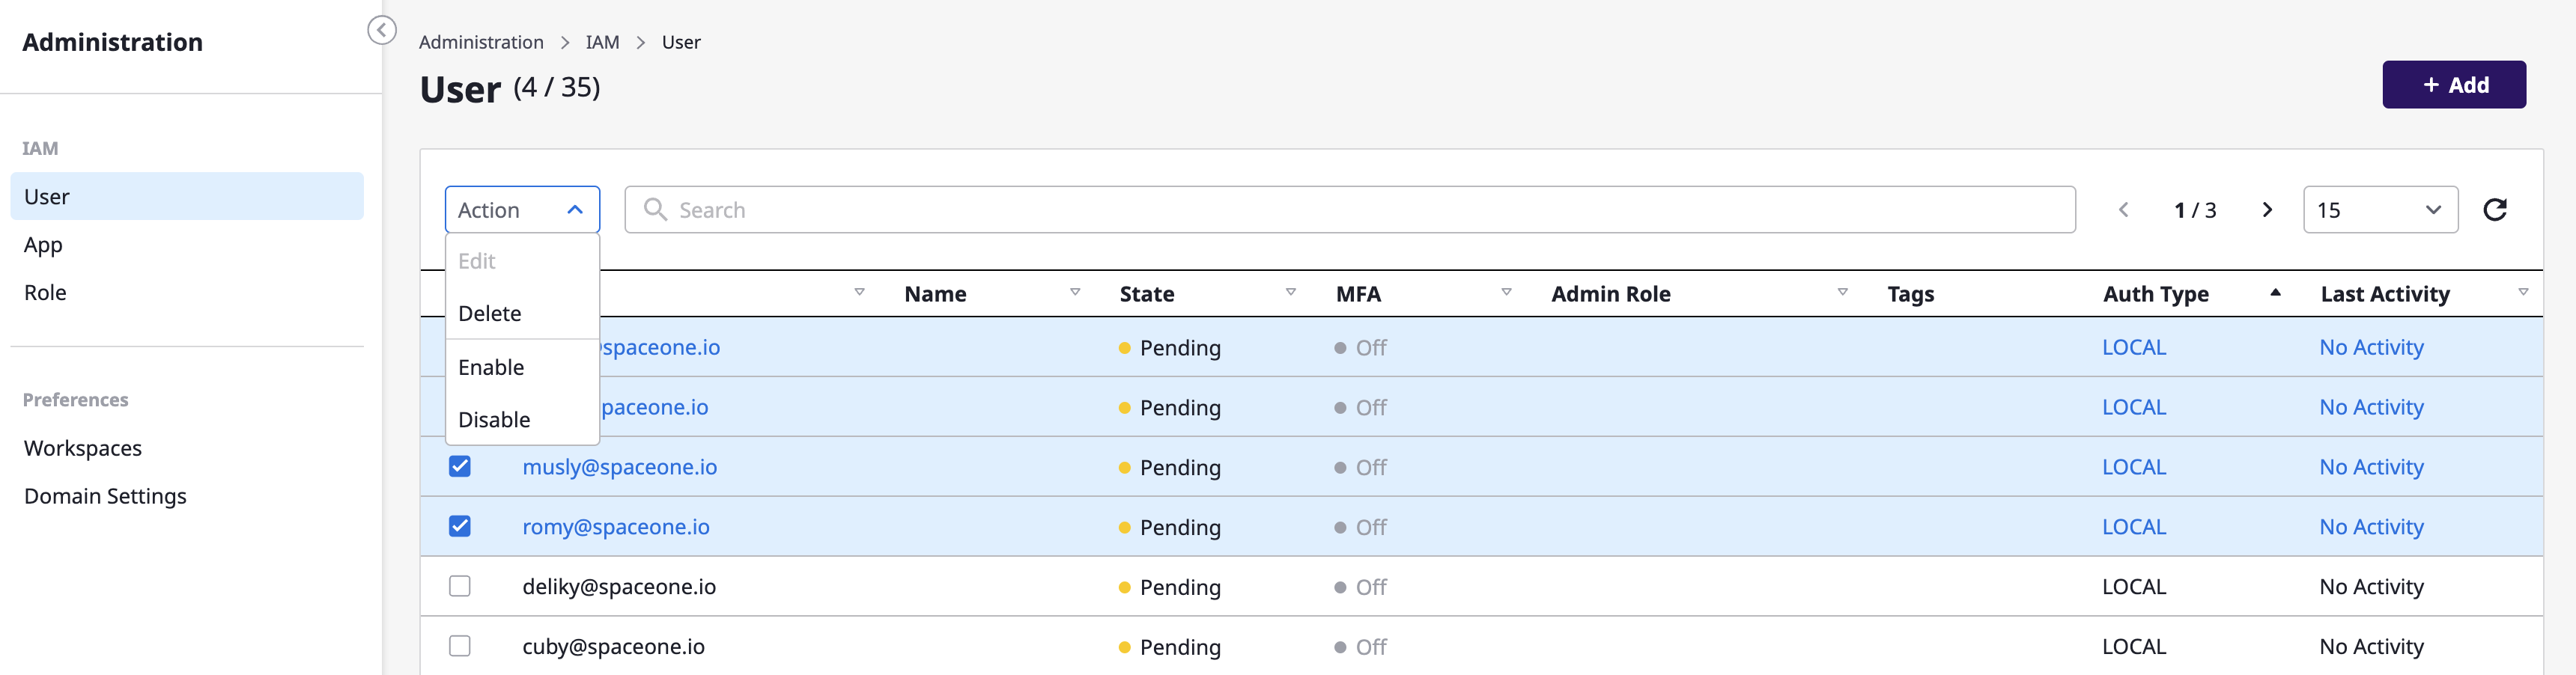 Administration
IAM
User
App
Role
Preferences
Workspaces
Domain Settings
Administration > IAM > User
User (4 / 35)
+ Add
Action
Search
1 / 3
15
Edit
Delete
Enable
Disable
Name State MFA Admin Role Tags Auth Type Last Activity
spaceone.io Pending Off LOCAL No Activity
paceone.io Pending Off LOCAL No Activity
musly@spaceone.io Pending Off LOCAL No Activity
romy@spaceone.io Pending Off LOCAL No Activity
deliky@spaceone.io Pending Off LOCAL No Activity
cuby@spaceone.io Pending Off LOCAL No Activity